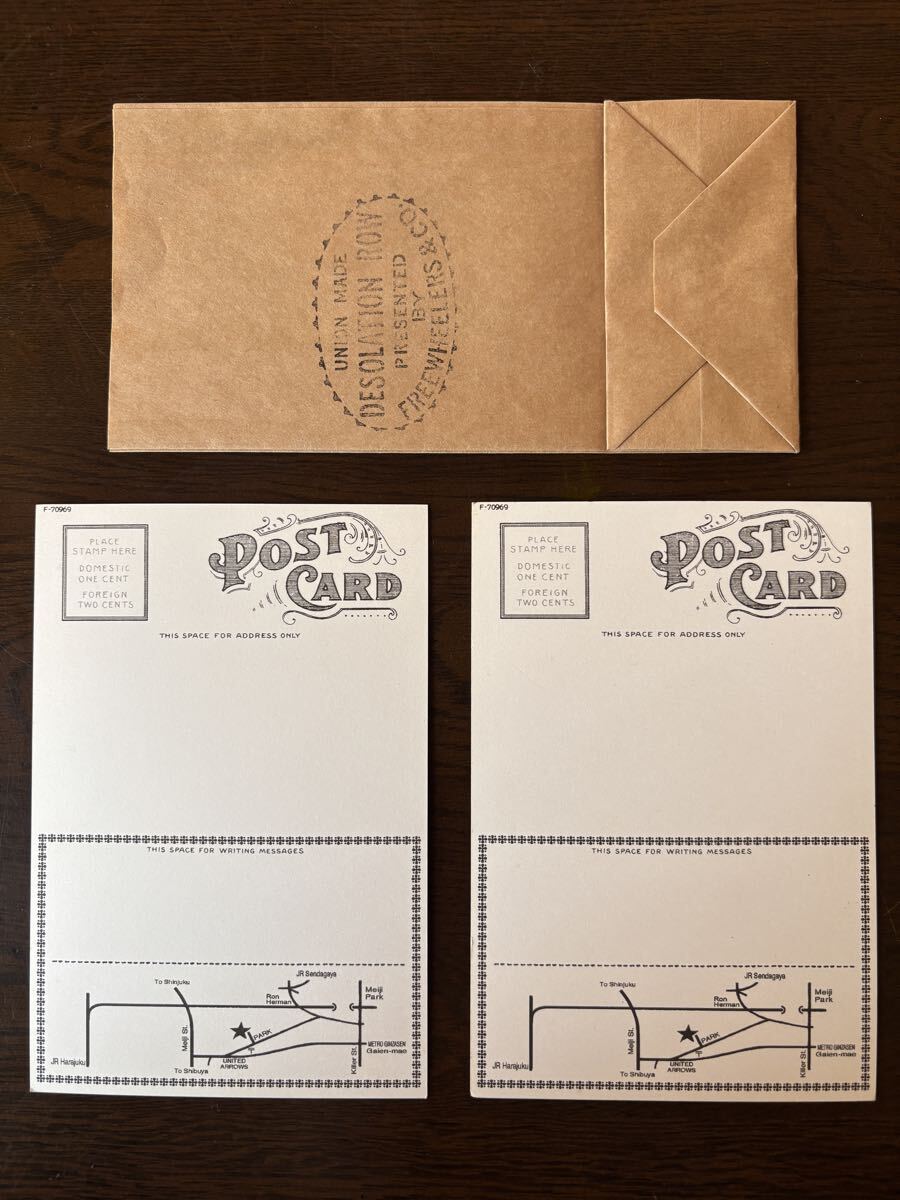 UNION MADE
DESOLATION ROW
PRESENTED
BY
FREEWHEELERS & CO.
F-70969
PLACE
STAMP HERE
DOMESTIC
ONE CENT
FOREIGN
TWO CENTS
POST
CARD
THIS SPACE FOR ADDRESS ONLY
THIS SPACE FOR WRITING MESSAGES
To Shinjuku
JR Sendagaya
Ron
Herman
Meiji
Park
Meiji St.
PARK
JR Harajuku
To Shibuya
UNITED
ARROWS
Killer St.
METRO GINZASEN
Gaien-mae
F-70969
PLACE
STAMP HERE
DOMESTIC
ONE CENT
FOREIGN
TWO CENTS
POST
CARD
THIS SPACE FOR ADDRESS ONLY
THIS SPACE FOR WRITING MESSAGES
To Shinjuku
JR Sendagaya
Ron
Herman
Meiji
Park
Meiji St.
PARK
JR Harajuku
To Shibuya
UNITED
ARROWS
Killer St.
METRO GINZASEN
Gaien-mae